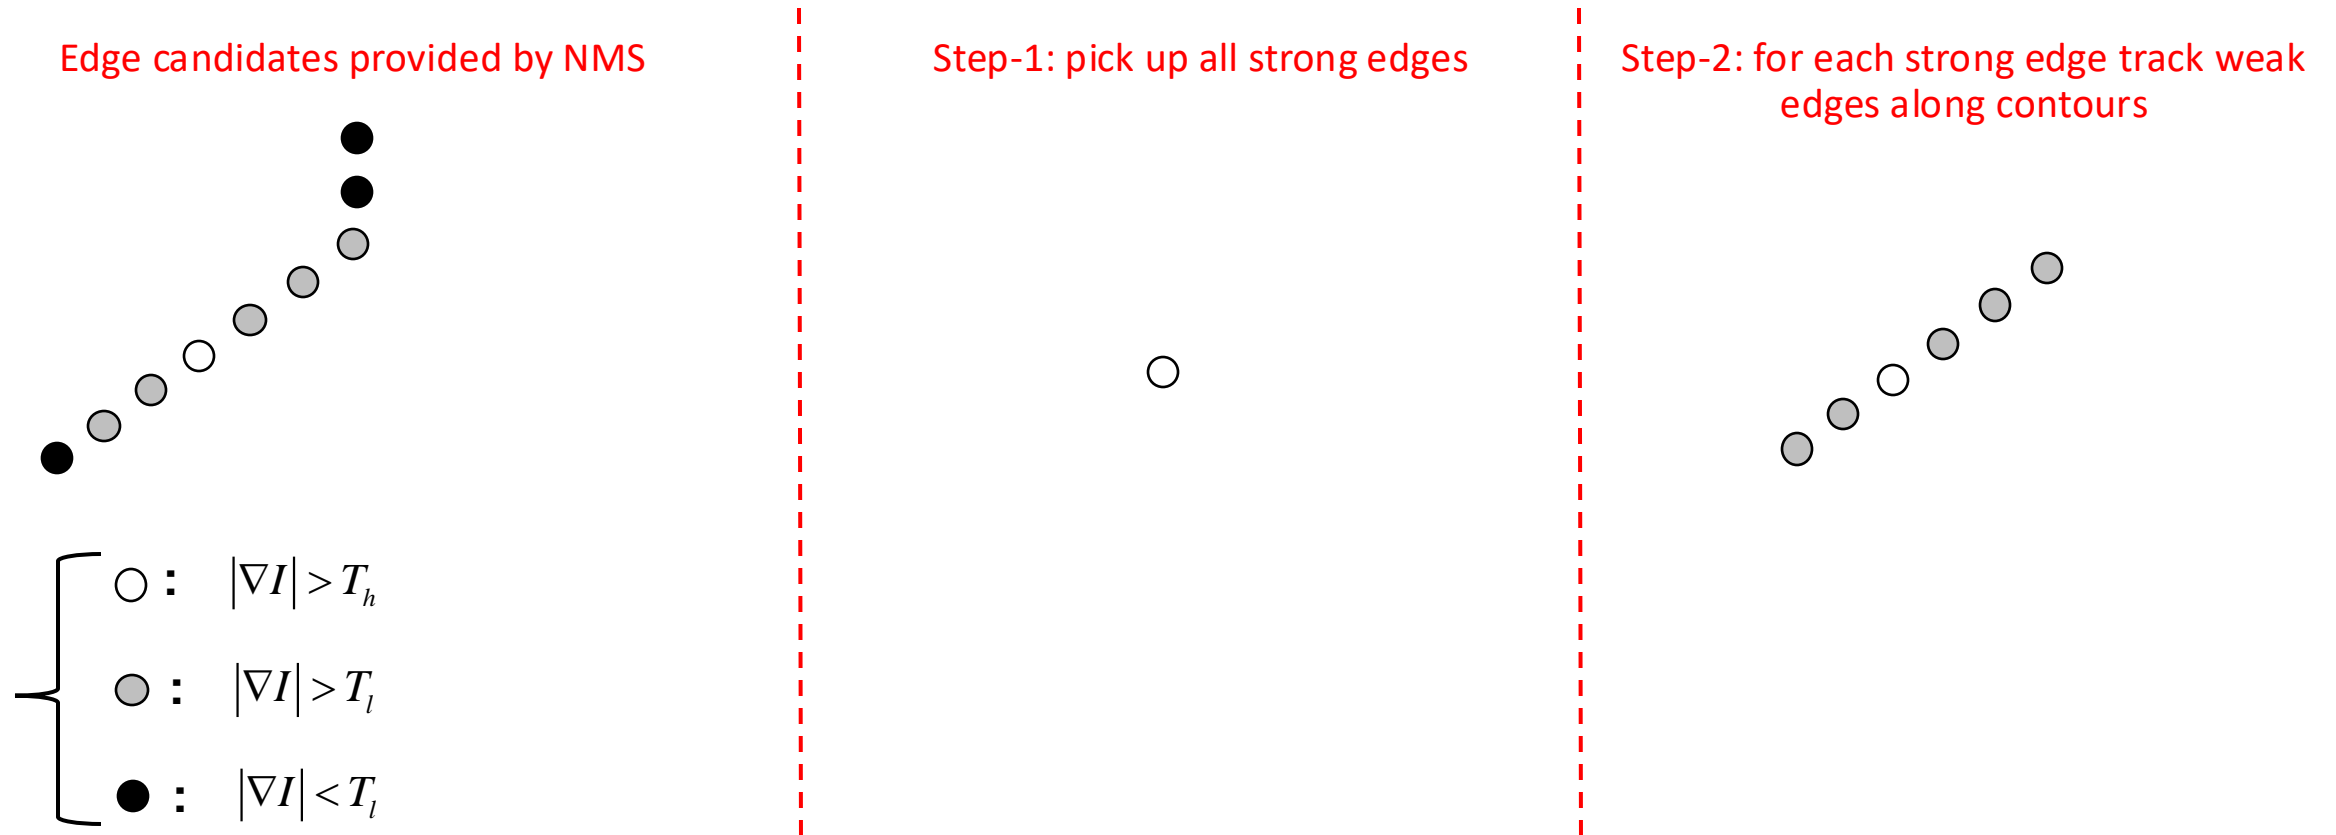 Edge candidates provided by NMS
Step-1: pick up all strong edges
Step-2: for each strong edge track weak
edges along contours
: |∇I| > T_h
: |∇I| > T_l
: |∇I| < T_l